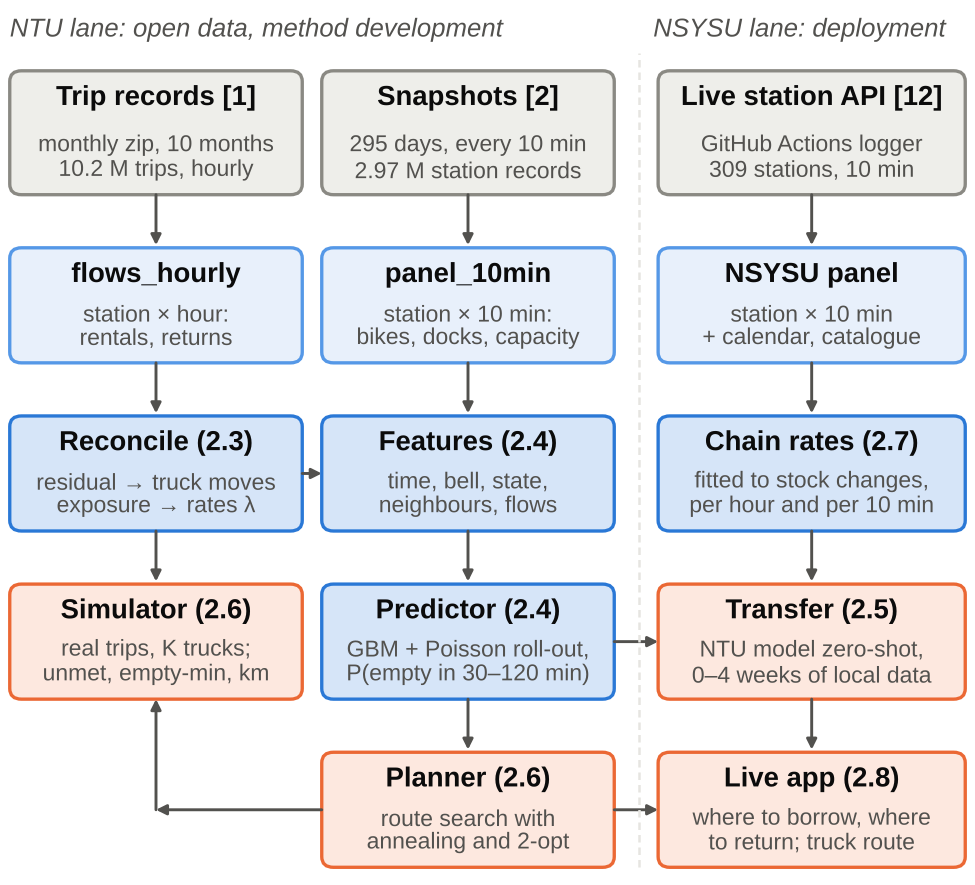 NTU lane: open data, method development
NSYSU lane: deployment
Trip records [1]
monthly zip, 10 months
10.2 M trips, hourly
Snapshots [2]
295 days, every 10 min
2.97 M station records
Live station API [12]
GitHub Actions logger
309 stations, 10 min
flows_hourly
station × hour:
rentals, returns
panel_10min
station × 10 min:
bikes, docks, capacity
NSYSU panel
station × 10 min
+ calendar, catalogue
Reconcile (2.3)
residual → truck moves
exposure → rates λ
Features (2.4)
time, bell, state,
neighbours, flows
Chain rates (2.7)
fitted to stock changes,
per hour and per 10 min
Simulator (2.6)
real trips, K trucks;
unmet, empty-min, km
Predictor (2.4)
GBM + Poisson roll-out,
P(empty in 30–120 min)
Transfer (2.5)
NTU model zero-shot,
0–4 weeks of local data
Planner (2.6)
route search with
annealing and 2-opt
Live app (2.8)
where to borrow, where
to return; truck route